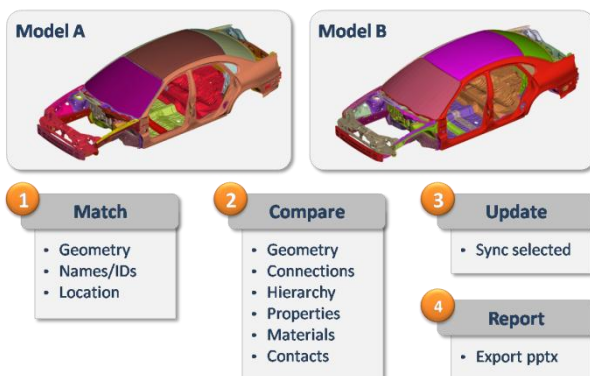 Model A
Model B
1
Match
• Geometry
• Names/IDs
• Location
2
Compare
• Geometry
• Connections
• Hierarchy
• Properties
• Materials
• Contacts
3
Update
• Sync selected
4
Report
• Export pptx